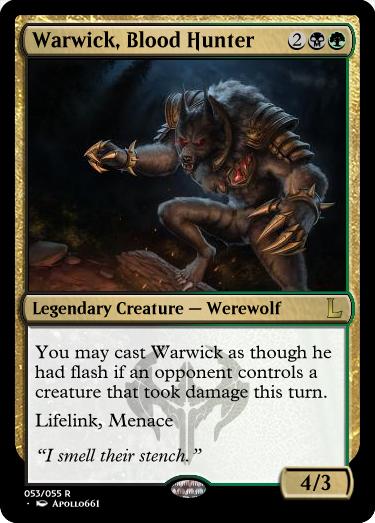 Warwick, Blood Hunter 2
Legendary Creature — Werewolf L
You may cast Warwick as though he
had flash if an opponent controls a
creature that took damage this turn.
Lifelink, Menace
“I smell their stench.”
4/3
053/055 R
· Apollo661